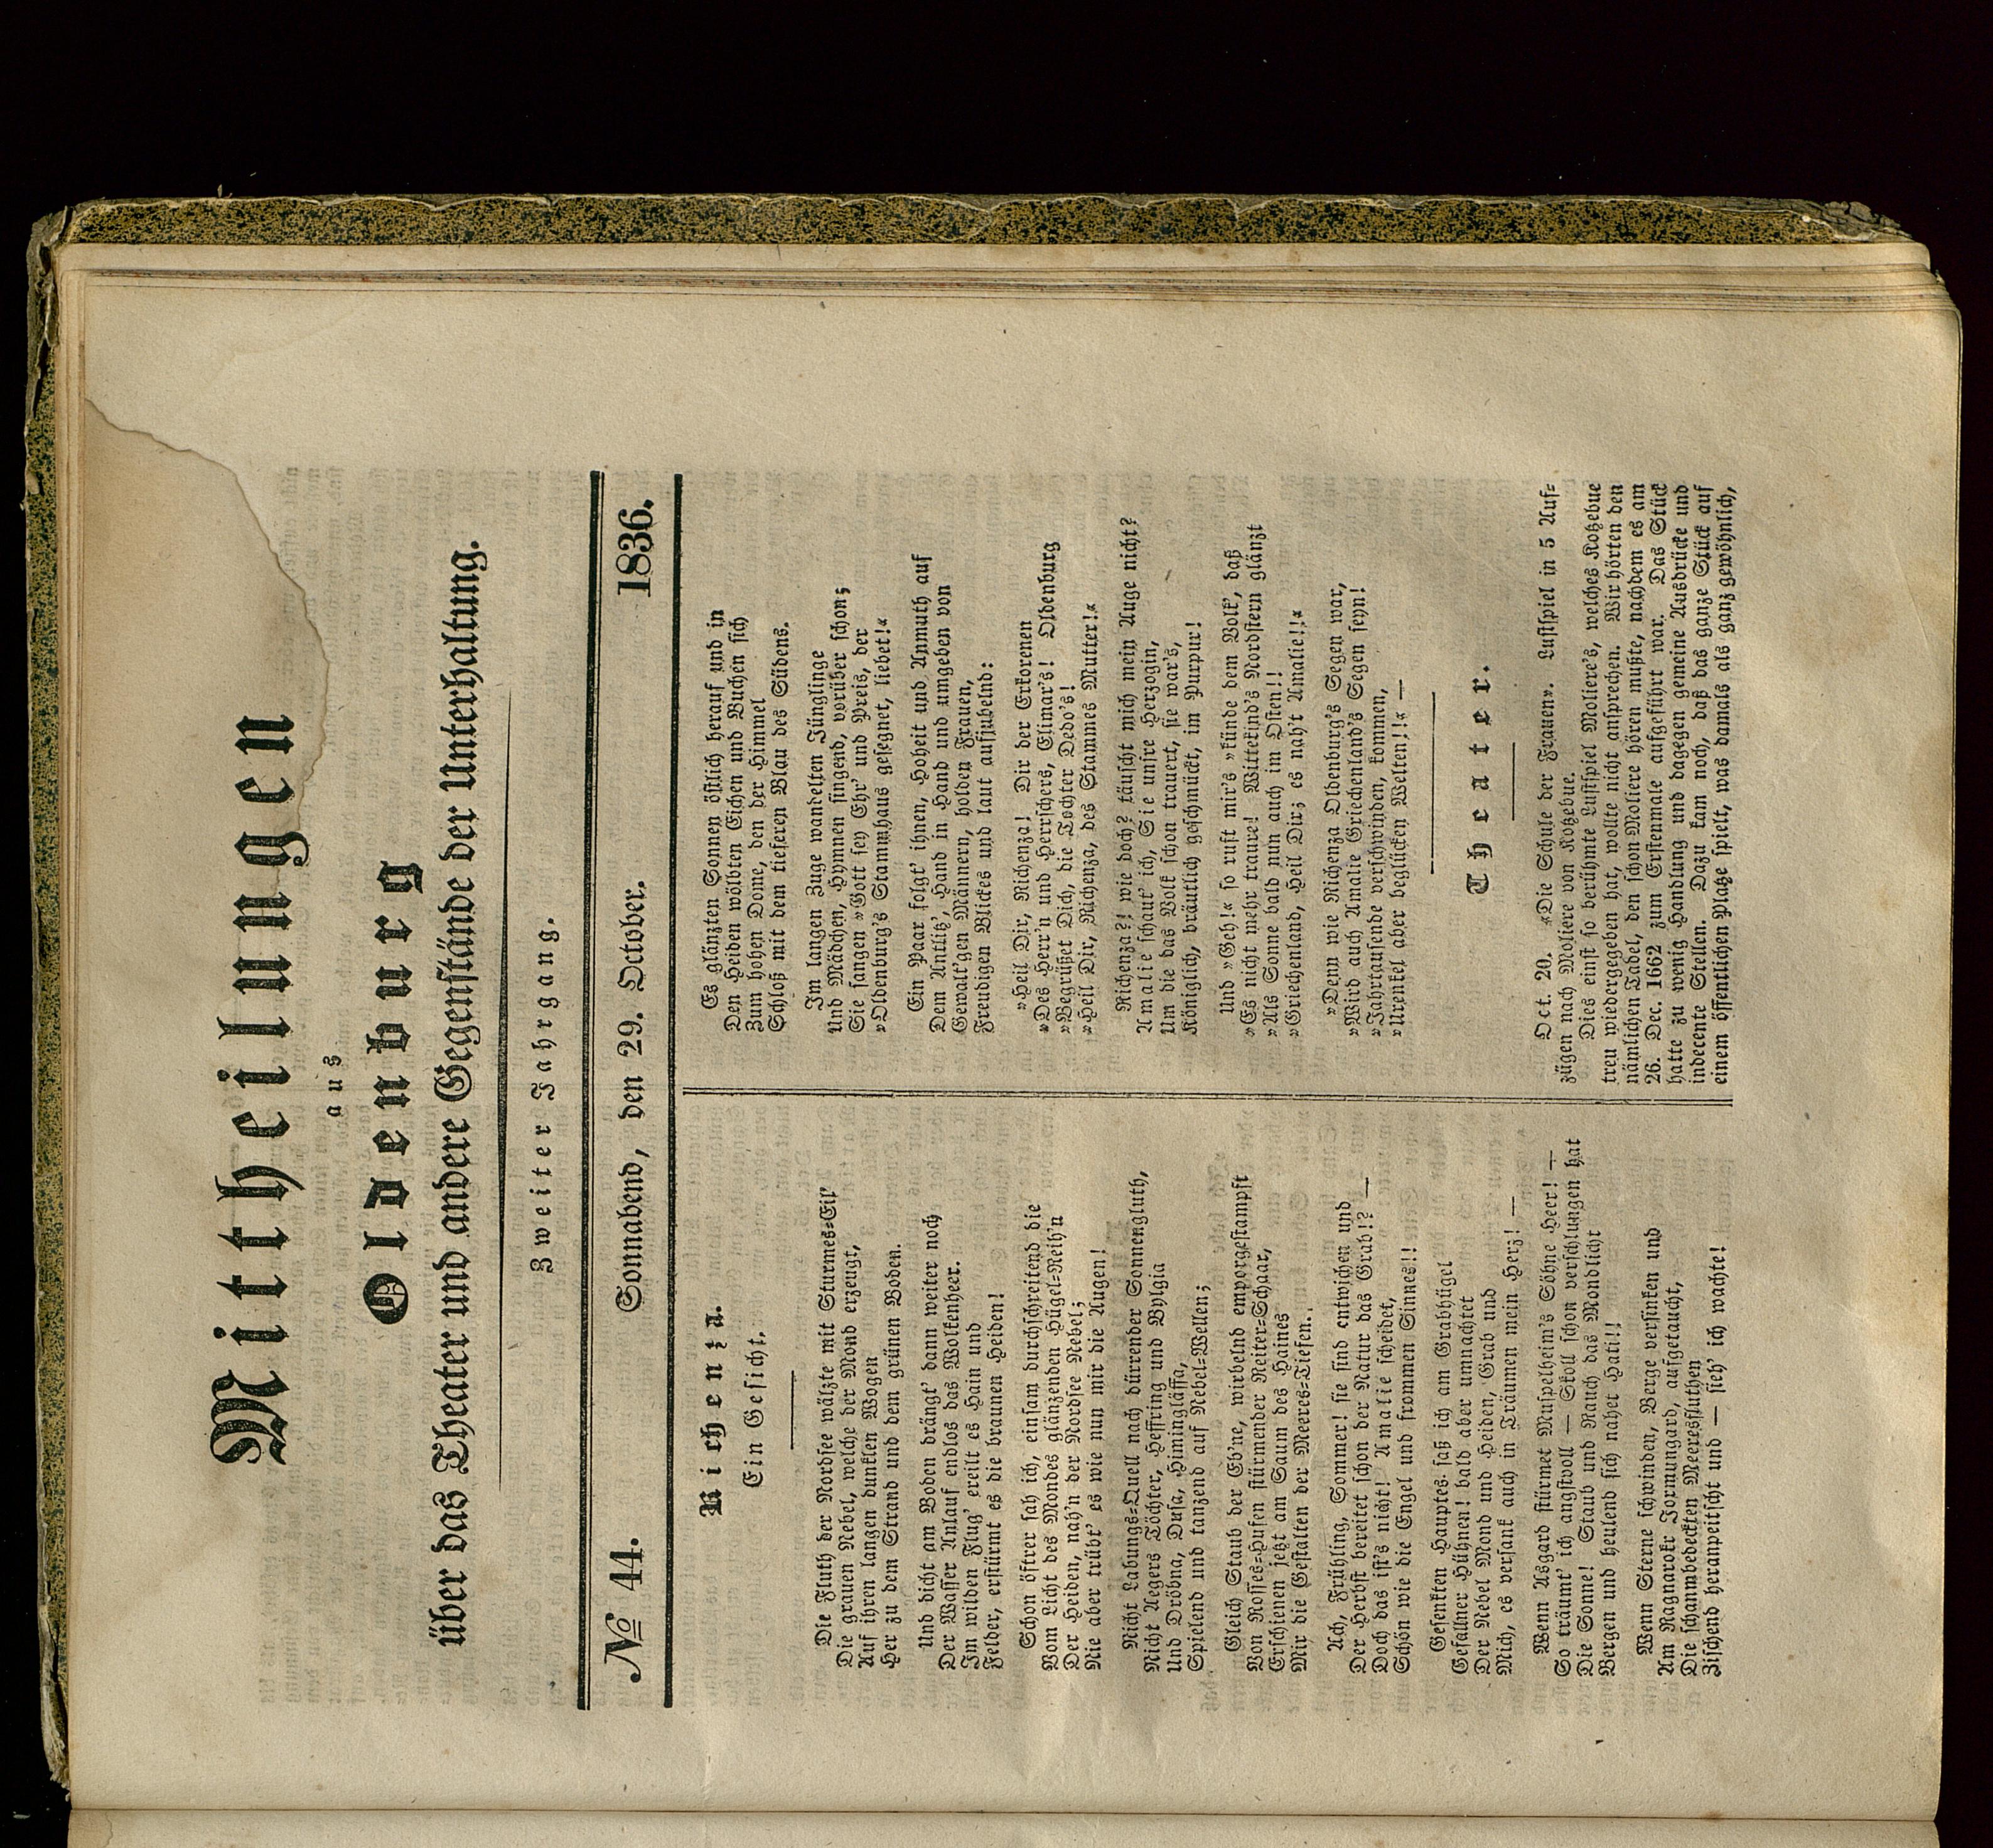 Mittheilungen
aus
Oldenburg
über das Theater und andere Gegenstände der Unterhaltung.
Zweiter Jahrgang.
№ 44. Sonnabend, den 29. October. 1836.
Richenza.
Ein Gesicht.
Die Fluth der Nordsee wälzte mit Sturmes=Eil'
Die grauen Nebel, welche der Mond erzeugt,
Auf ihren langen dunklen Wogen
Her zu dem Strand und dem grünen Boden.
Und dicht am Boden drängt' dann weiter noch
Der Wasser Anlauf endlos das Wolkenheer.
Im wilden Flug' ereilt es Hain und
Felder, erstürmt es die braunen Heiden!
Schon öftrer sah ich, einsam durchschreitend die
Vom Licht des Mondes glänzenden Hügel=Reih'n
Der Heiden, nah'n der Nordsee Nebel;
Nie aber trübt' es wie nun mir die Augen!
Nicht Labungs=Quell nach dürrender Sonnengluth,
Nicht Aegers Töchter, Heffring und Bylgia
Und Dröbna, Dufa, Himinglässa,
Spielend und tanzend auf Nebel=Wellen;
Gleich Staub der Eb'ne, wirbelnd emporgestampft
Von Rosses=Hufen stürmender Reiter=Schaar,
Erschienen jetzt am Saum des Haines
Mir die Gestalten der Meeres=Tiefen.
Ach, Frühling, Sommer! sie sind entwichen und
Der Herbst bereitet schon der Natur das Grab!? —
Doch das ist's nicht! Amalie scheidet,
Schön wie die Engel und frommen Sinnes!!
Gesenkten Hauptes saß ich am Grabhügel
Gefallner Hühnen! bald aber umnachtet
Der Nebel Mond und Heiden, Grab und
Mich, es versank auch in Träumen mein Herz! —
Wenn Asgard stürmet Muspelheim's Söhne Heer! —
So träumt' ich angstvoll — Skoll schon verschlungen hat
Die Sonne! Staub und Rauch das Mondlicht
Bergen und heulend sich nahet Hati!!
Wenn Sterne schwinden, Berge versinken und
Am Ragnarokr Jormungard, aufgetaucht,
Die schaumbedeckten Meeresfluthen
Zischend heranpeitscht und — sieh' ich wachte!
Es glänzten Sonnen östlich herauf und in
Den Heiden wölbten Eichen und Buchen sich
Zum hohen Dome, den der Himmel
Schloß mit dem tieferen Blau des Südens.
Im langen Zuge wandelten Jünglinge
Und Mädchen, Hymnen singend, vorüber schon;
Sie sangen »Gott sey Ehr' und Preis, der
»Oldenburg's Stammhaus gesegnet, liebet!«
Ein Paar folgt' ihnen, Hoheit und Anmuth auf
Dem Antlitz', Hand in Hand und umgeben von
Gewalt'gen Männern, holden Frauen,
Freudigen Blickes und laut aufjubelnd:
»Heil Dir, Richenza! Dir der Erkorenen
»Des Herr'n und Herrschers, Elimar's! Oldenburg
»Begrüßet Dich, die Tochter Dedo's!
»Heil Dir, Richenza, des Stammes Mutter!«
Richenza?! wie doch? täuscht mich mein Auge nicht?
Amalie schaut' ich, Sie unsre Herzogin,
Um die das Volk schon trauert, sie war's,
Königlich, bräutlich geschmückt, im Purpur!
Und »Geh!« so ruft mir's »künde dem Volk', daß
»Es nicht mehr traure! Wittekind's Nordstern glänzt
»Als Sonne bald nun auch im Osten!!
»Griechenland, Heil Dir; es nah't Amalie!!«
»Denn wie Richenza Oldenburg's Segen war,
»Wird auch Amalie Griechenland's Segen seyn!
»Jahrtausende verschwinden, kommen,
»Urenkel aber beglücken Welten!!« —
Theater.
Oct. 20. »Die Schule der Frauen«. Lustspiel in 5 Auf=
zügen nach Moliere von Kotzebue.
Dies einst so berühmte Lustspiel Moliere's, welches Kotzebue
treu wiedergegeben hat, wollte nicht ansprechen. Wir hörten den
nämlichen Tadel, den schon Moliere hören mußte, nachdem es am
26. Dec. 1662 zum Erstenmale aufgeführt war. Das Stück
hatte zu wenig Handlung und dagegen gemeine Ausdrücke und
indecente Stellen. Dazu kam noch, daß das ganze Stück auf
einem öffentlichen Platze spielt, was damals als ganz gewöhnlich,